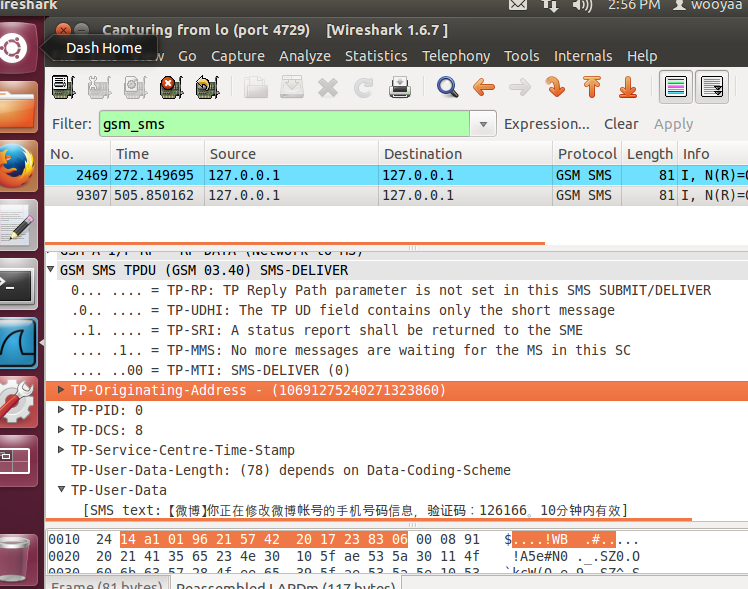 ireshark
2:56 PM wooyaa
Capturing from lo (port 4729) [Wireshark 1.6.7 ]
Dash Home
Go Capture Analyze Statistics Telephony Tools Internals Help
Filter: gsm_sms Expression... Clear Apply
No. Time Source Destination Protocol Length Info
2469 272.149695 127.0.0.1 127.0.0.1 GSM SMS 81 I, N(R)=
9307 505.850162 127.0.0.1 127.0.0.1 GSM SMS 81 I, N(R)=
GSM SMS TPDU (GSM 03.40) SMS-DELIVER
0... .... = TP-RP: TP Reply Path parameter is not set in this SMS SUBMIT/DELIVER
.0.. .... = TP-UDHI: The TP UD field contains only the short message
..1. .... = TP-SRI: A status report shall be returned to the SME
.... .1.. = TP-MMS: No more messages are waiting for the MS in this SC
.... ..00 = TP-MTI: SMS-DELIVER (0)
TP-Originating-Address - (10691275240271323860)
TP-PID: 0
TP-DCS: 8
TP-Service-Centre-Time-Stamp
TP-User-Data-Length: (78) depends on Data-Coding-Scheme
TP-User-Data
[SMS text:【微博】你正在修改微博帐号的手机号码信息，验证码：126166。10分钟内有效]
0010 24 14 a1 01 96 21 57 42 20 17 23 83 06 00 08 91 $....!WB .#.....
0020 20 21 41 35 65 23 4e 30 10 5f ae 53 5a 30 11 4f !A5e#N0 ._.SZ0.O
Frame (81 bytes) Reassembled LAPDm (117 bytes)